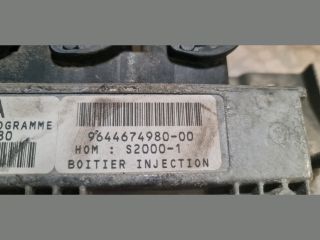 OGRAMME
80
9644674980-00
HOM : S2000-1
BOITIER INJECTION